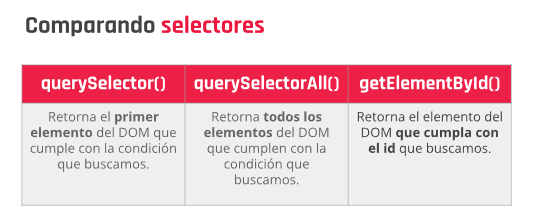 Comparando selectores
querySelector()
querySelectorAll()
getElementById()
Retorna el primer
elemento del DOM que
cumple con la condición
que buscamos.
Retorna todos los
elementos del DOM
que cumplen con la
condición que
buscamos.
Retorna el elemento del
DOM que cumpla con
el id que buscamos.